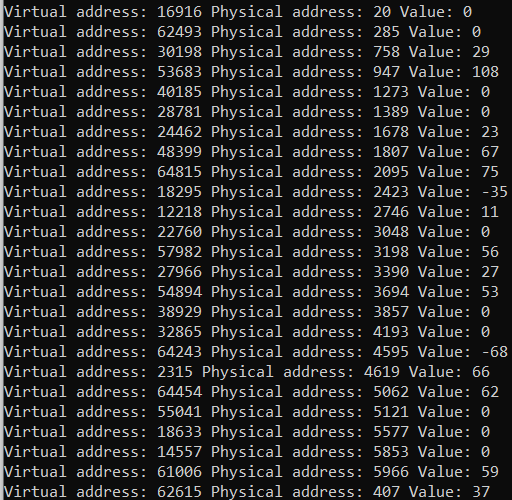 Virtual address: 16916 Physical address: 20 Value: 0
Virtual address: 62493 Physical address: 285 Value: 0
Virtual address: 30198 Physical address: 758 Value: 29
Virtual address: 53683 Physical address: 947 Value: 108
Virtual address: 40185 Physical address: 1273 Value: 0
Virtual address: 28781 Physical address: 1389 Value: 0
Virtual address: 24462 Physical address: 1678 Value: 23
Virtual address: 48399 Physical address: 1807 Value: 67
Virtual address: 64815 Physical address: 2095 Value: 75
Virtual address: 18295 Physical address: 2423 Value: -35
Virtual address: 12218 Physical address: 2746 Value: 11
Virtual address: 22760 Physical address: 3048 Value: 0
Virtual address: 57982 Physical address: 3198 Value: 56
Virtual address: 27966 Physical address: 3390 Value: 27
Virtual address: 54894 Physical address: 3694 Value: 53
Virtual address: 38929 Physical address: 3857 Value: 0
Virtual address: 32865 Physical address: 4193 Value: 0
Virtual address: 64243 Physical address: 4595 Value: -68
Virtual address: 2315 Physical address: 4619 Value: 66
Virtual address: 64454 Physical address: 5062 Value: 62
Virtual address: 55041 Physical address: 5121 Value: 0
Virtual address: 18633 Physical address: 5577 Value: 0
Virtual address: 14557 Physical address: 5853 Value: 0
Virtual address: 61006 Physical address: 5966 Value: 59
Virtual address: 62615 Physical address: 407 Value: 37